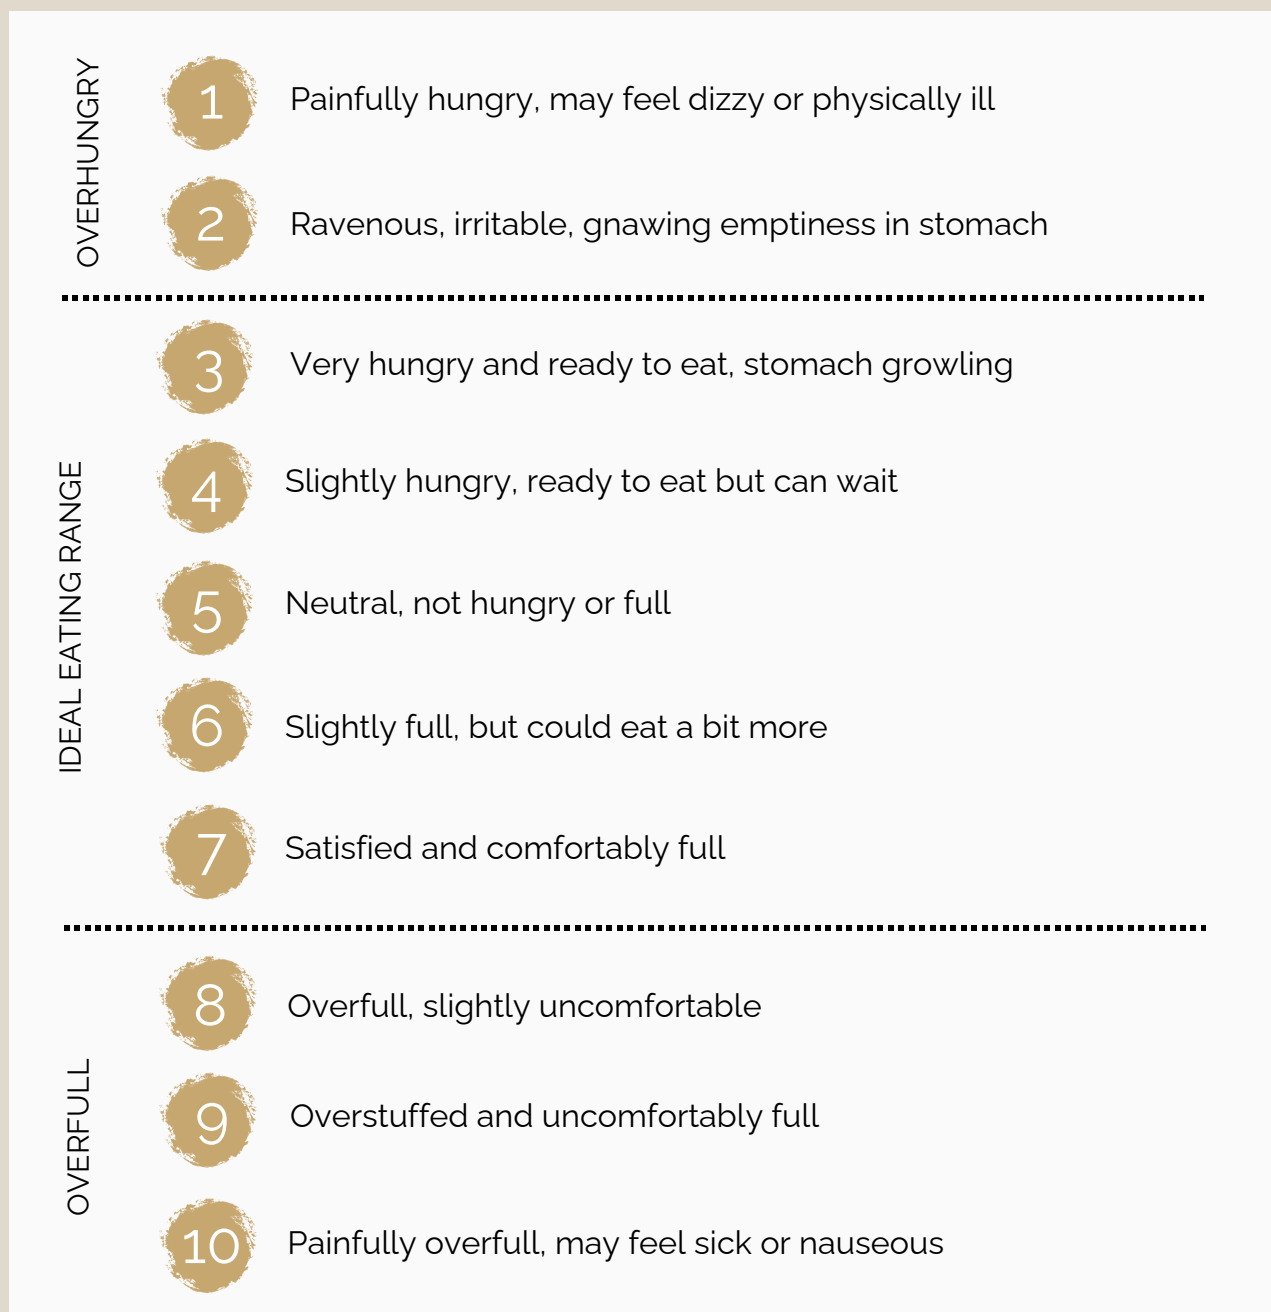 OVERHUNGRY
1 Painfully hungry, may feel dizzy or physically ill
2 Ravenous, irritable, gnawing emptiness in stomach
IDEAL EATING RANGE
3 Very hungry and ready to eat, stomach growling
4 Slightly hungry, ready to eat but can wait
5 Neutral, not hungry or full
6 Slightly full, but could eat a bit more
7 Satisfied and comfortably full
OVERFULL
8 Overfull, slightly uncomfortable
9 Overstuffed and uncomfortably full
10 Painfully overfull, may feel sick or nauseous